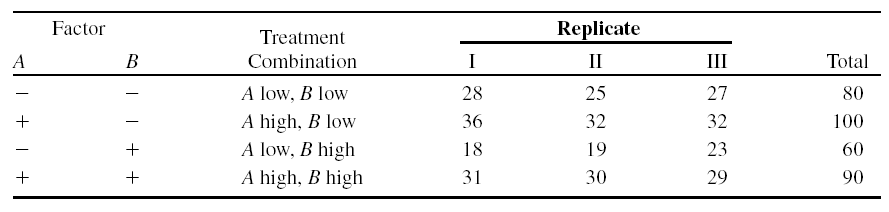 Factor Treatment Replicate
A B Combination I II III Total
− − A low, B low 28 25 27 80
+ − A high, B low 36 32 32 100
− + A low, B high 18 19 23 60
+ + A high, B high 31 30 29 90